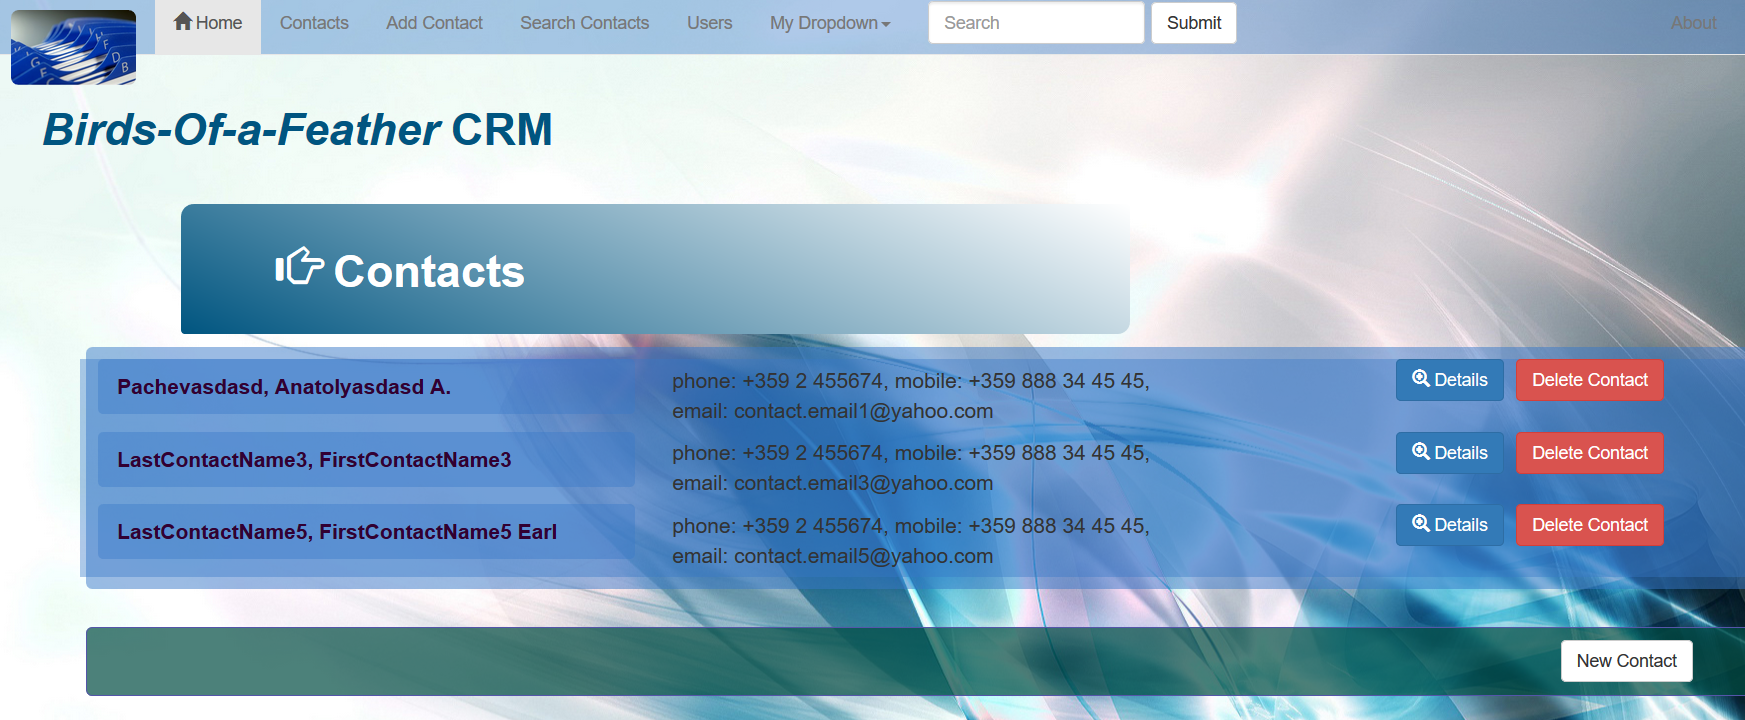 Home Contacts Add Contact Search Contacts Users My Dropdown Search Submit About
G F D B
Birds-Of-a-Feather CRM
Contacts
Pachevasdasd, Anatolyasdasd A.
phone: +359 2 455674, mobile: +359 888 34 45 45,
email: contact.email1@yahoo.com
Details Delete Contact
LastContactName3, FirstContactName3
phone: +359 2 455674, mobile: +359 888 34 45 45,
email: contact.email3@yahoo.com
Details Delete Contact
LastContactName5, FirstContactName5 Earl
phone: +359 2 455674, mobile: +359 888 34 45 45,
email: contact.email5@yahoo.com
Details Delete Contact
New Contact